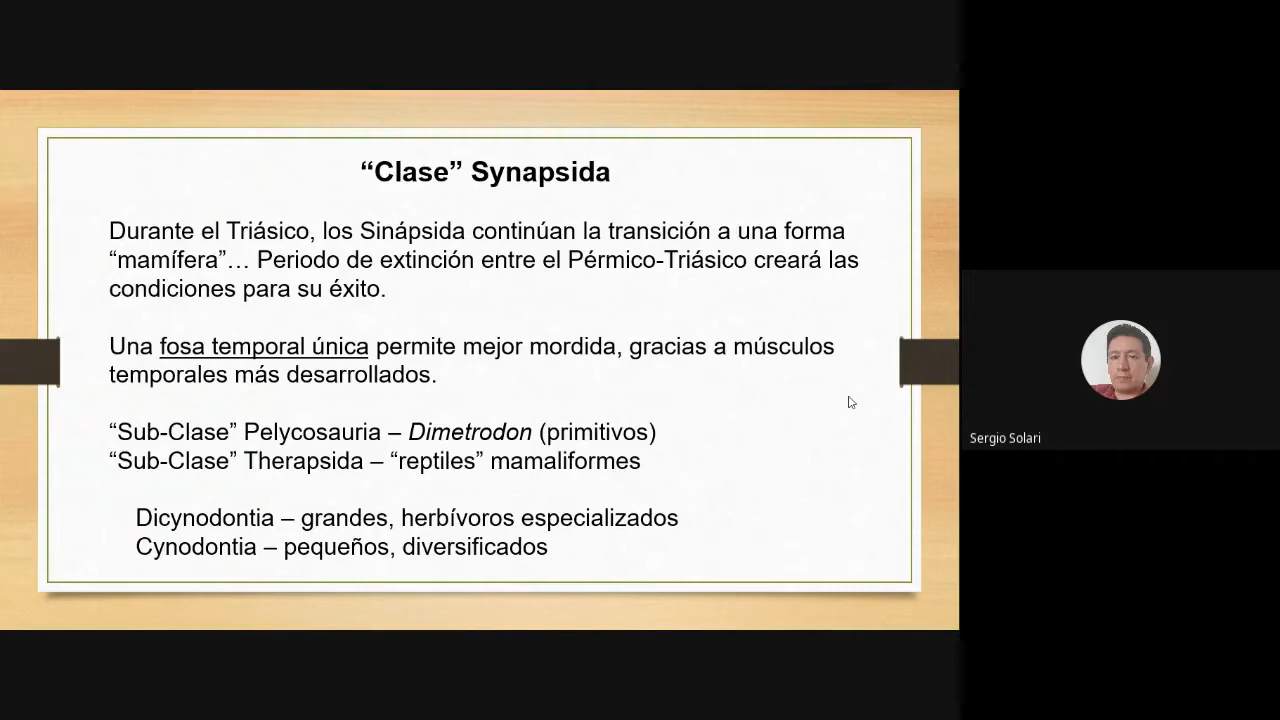 “Clase” Synapsida
Durante el Triásico, los Sinápsida continúan la transición a una forma
“mamífera”… Periodo de extinción entre el Pérmico-Triásico creará las
condiciones para su éxito.
Una fosa temporal única permite mejor mordida, gracias a músculos
temporales más desarrollados.
“Sub-Clase” Pelycosauria – Dimetrodon (primitivos)
“Sub-Clase” Therapsida – “reptiles” mamaliformes
Dicynodontia – grandes, herbívoros especializados
Cynodontia – pequeños, diversificados
Sergio Solari